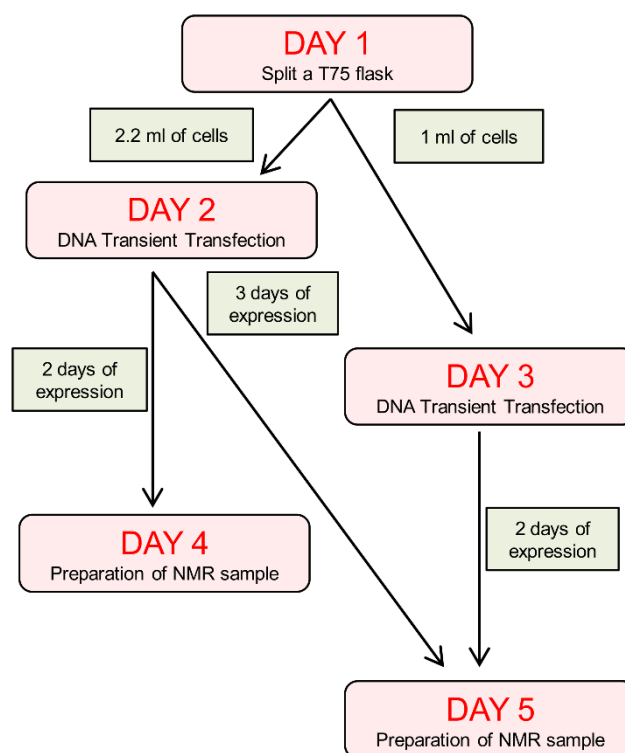 DAY 1
Split a T75 flask
2.2 ml of cells
1 ml of cells
DAY 2
DNA Transient Transfection
3 days of
expression
2 days of
expression
DAY 3
DNA Transient Transfection
DAY 4
Preparation of NMR sample
2 days of
expression
DAY 5
Preparation of NMR sample